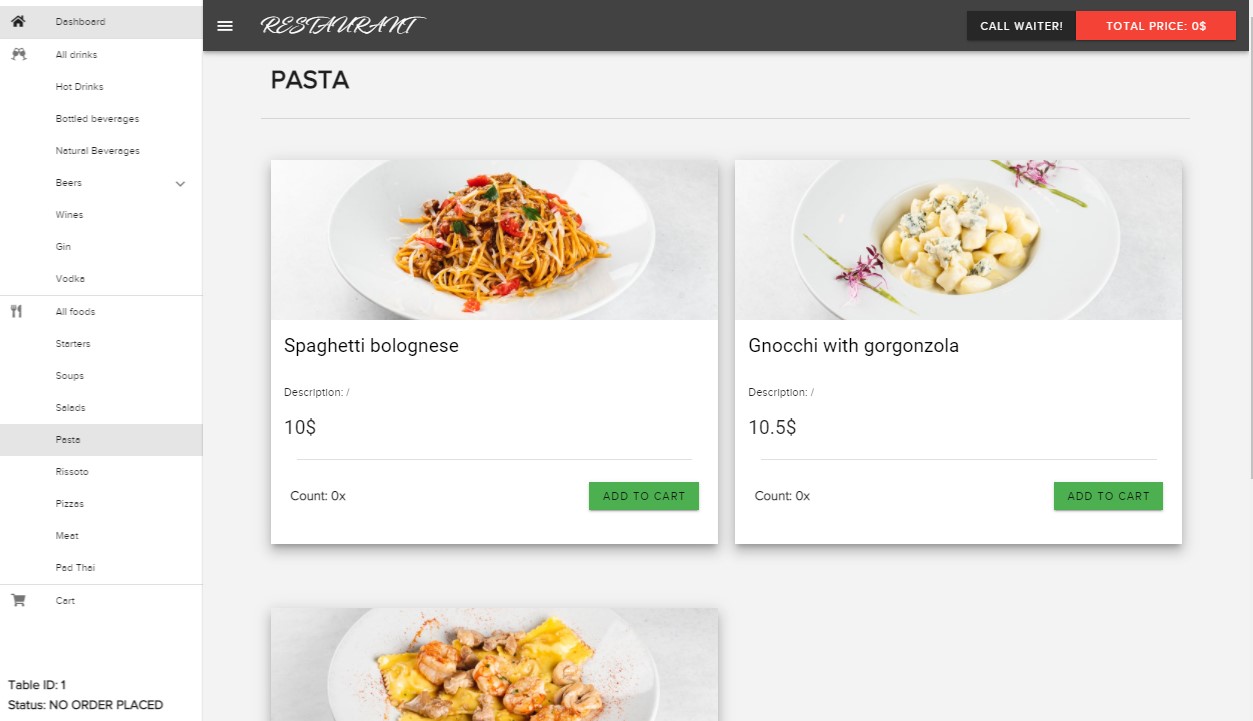 Dashboard
All drinks
Hot Drinks
Bottled beverages
Natural Beverages
Beers
Wines
Gin
Vodka
All foods
Starters
Soups
Salads
Pasta
Rissoto
Pizzas
Meat
Pad Thai
Cart
Table ID: 1
Status: NO ORDER PLACED
RESTAURANT
CALL WAITER!
TOTAL PRICE: 0$
PASTA
Spaghetti bolognese
Description: /
10$
Count: 0x
ADD TO CART
Gnocchi with gorgonzola
Description: /
10.5$
Count: 0x
ADD TO CART